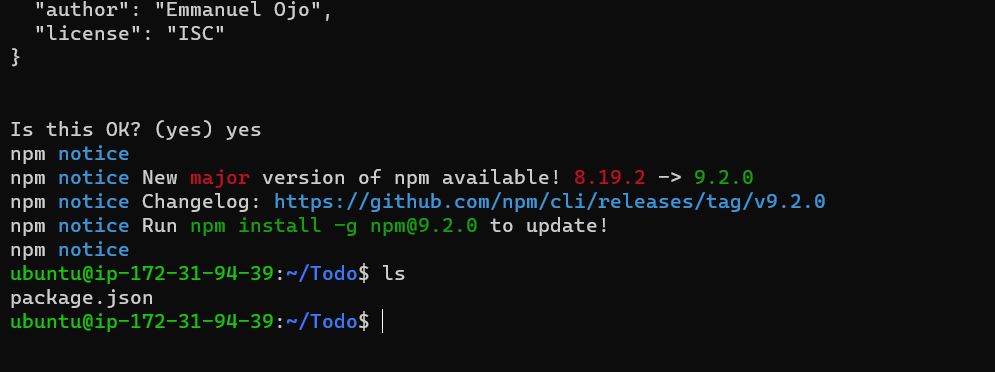 "author": "Emmanuel Ojo",
"license": "ISC"
}
Is this OK? (yes) yes
npm notice
npm notice New major version of npm available! 8.19.2 -> 9.2.0
npm notice Changelog: https://github.com/npm/cli/releases/tag/v9.2.0
npm notice Run npm install -g npm@9.2.0 to update!
npm notice
ubuntu@ip-172-31-94-39:~/Todo$ ls
package.json
ubuntu@ip-172-31-94-39:~/Todo$